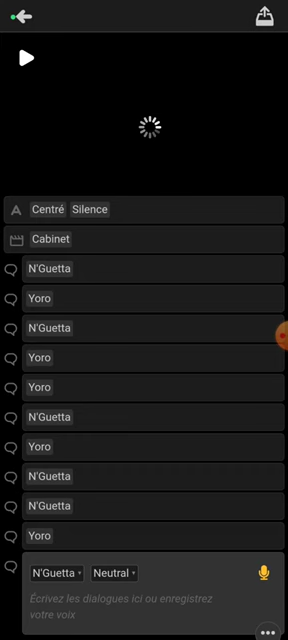 Centré Silence
Cabinet
N'Guetta
Yoro
N'Guetta
Yoro
Yoro
N'Guetta
Yoro
N'Guetta
N'Guetta
Yoro
N'Guetta Neutral
Écrivez les dialogues ici ou enregistrez
votre voix